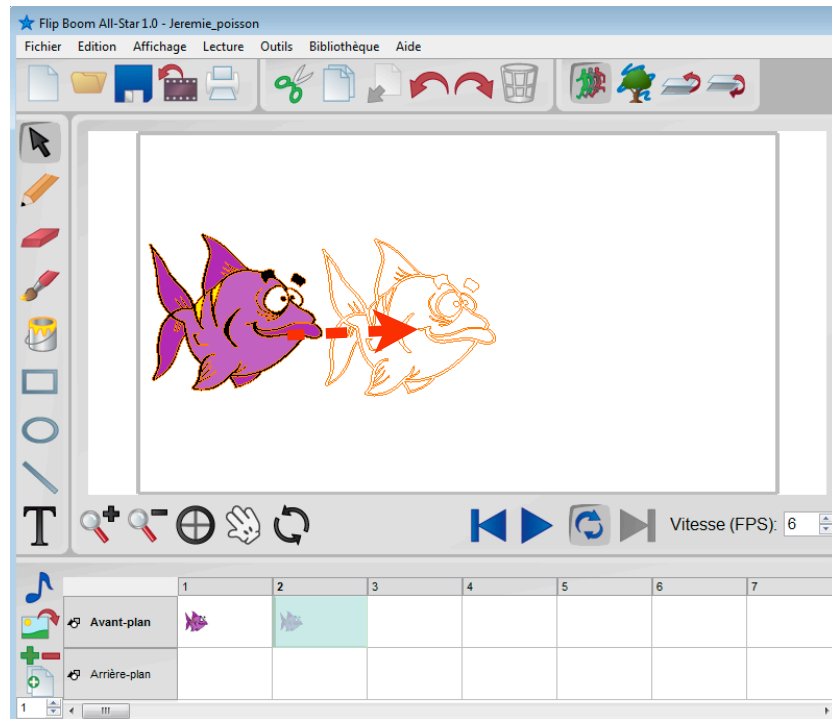 Flip Boom All-Star 1.0 - Jeremie_poisson
Fichier Edition Affichage Lecture Outils Bibliothèque Aide
T
Vitesse (FPS): 6
1 2 3 4 5 6 7
Avant-plan
Arrière-plan
1